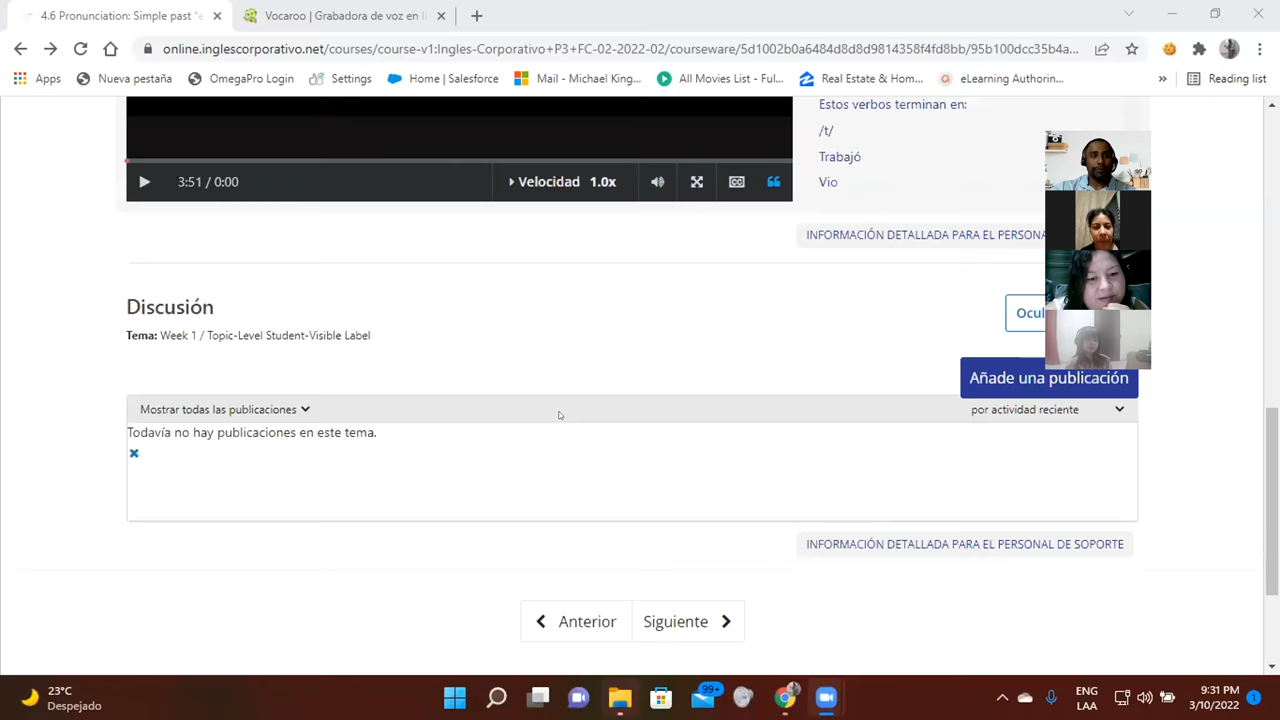 4.6 Pronunciation: Simple past "e
Vocaroo | Grabadora de voz en lí
online.inglescorporativo.net/courses/course-v1:Ingles-Corporativo+P3+FC-02-2022-02/courseware/5d1002b0a6484d8d8d9814358f4fd8bb/95b100dcc35b4a...
Apps
Nueva pestaña
OmegaPro Login
Settings
Home | Salesforce
Mail - Michael King...
All Movies List - Ful...
Real Estate & Hom...
eLearning Authorin...
»
Reading list
Estos verbos terminan en:
/t/
Trabajó
Vio
3:51 / 0:00
Velocidad 1.0x
INFORMACIÓN DETALLADA PARA EL PERSONA
Discusión
Ocul
Tema: Week 1 / Topic-Level Student-Visible Label
Añade una publicación
Mostrar todas las publicaciones
por actividad reciente
Todavía no hay publicaciones en este tema.
INFORMACIÓN DETALLADA PARA EL PERSONAL DE SOPORTE
Anterior
Siguiente
23°C
Despejado
99+
ENG
LAA
9:31 PM
3/10/2022
1